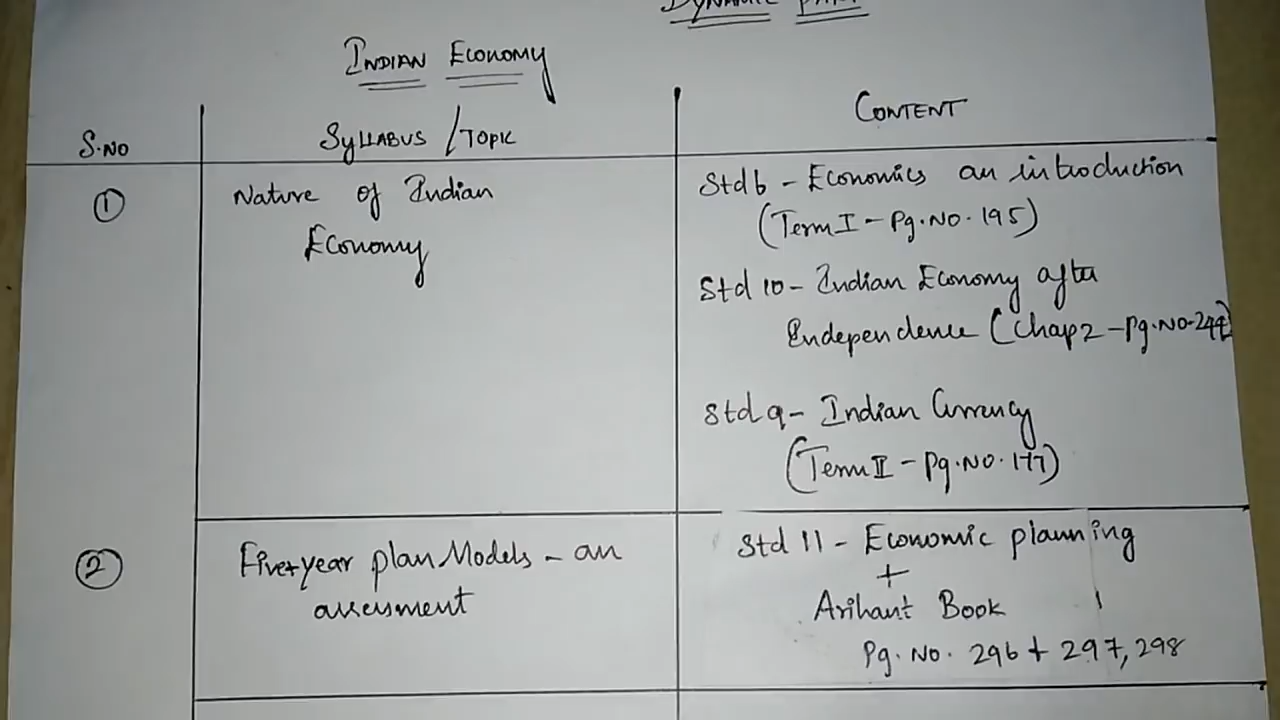 DYNAMIC PART
INDIAN ECONOMY
S.NO
SYLLABUS / TOPIC
CONTENT
①
Nature of Indian
Economy
Std 6 - Economics an introduction
(Term I - Pg.No. 195)
Std 10 - Indian Economy after
Endependence (Chap 2 - Pg.No-244)
Std 9 - Indian Currency
(Term II - Pg.No. 177)
②
Five year plan Models - an
assessment
Std 11 - Economic planning
+
Arihant Book
Pg. No. 296 + 297, 298